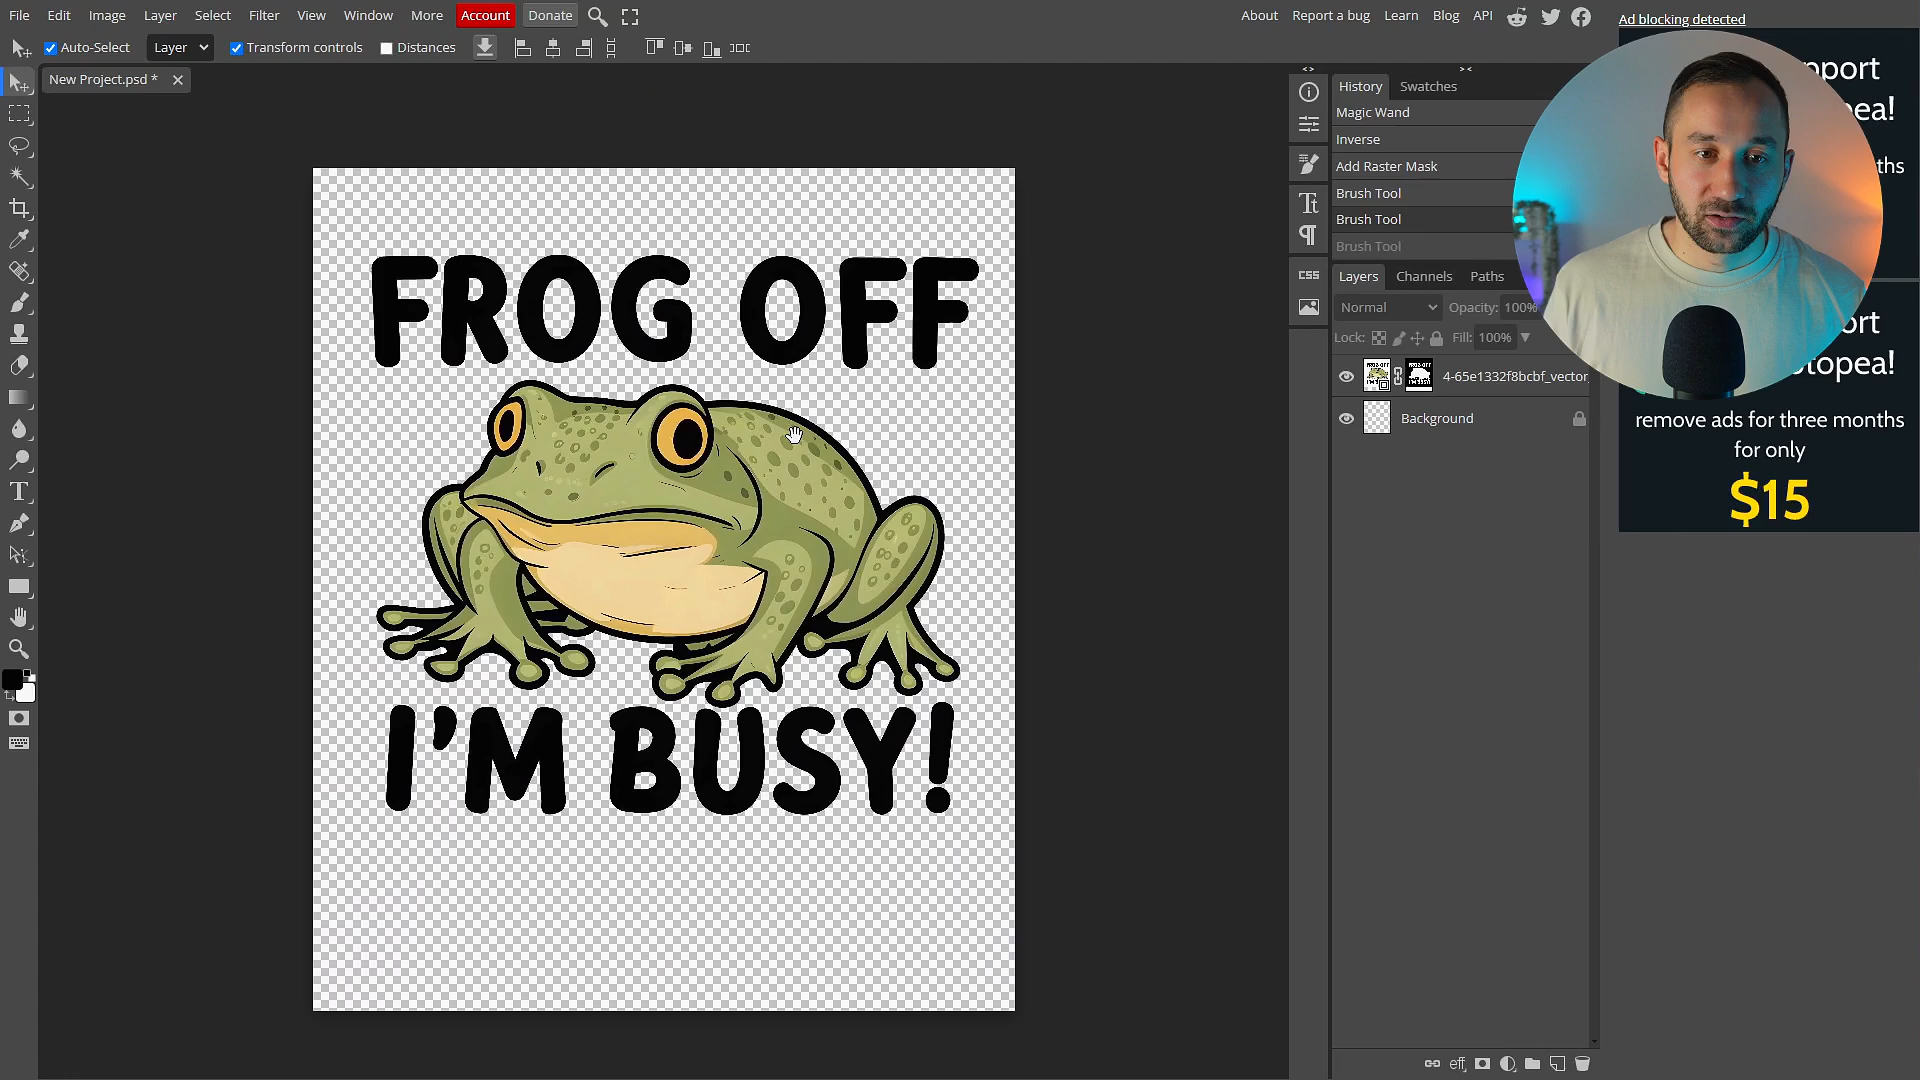 File Edit Image Layer Select Filter View Window More Account Donate
About Report a bug Learn Blog API
Ad blocking detected
Auto-Select Layer Transform controls Distances
New Project.psd *
History Swatches
Magic Wand
Inverse
Add Raster Mask
Brush Tool
Brush Tool
Brush Tool
Layers Channels Paths
Normal Opacity: 100%
Lock: Fill: 100%
4-65e1332f8bcbf_vector_
Background
CSS
eff
FROG OFF
I'M BUSY!
remove ads for three months
for only
$15